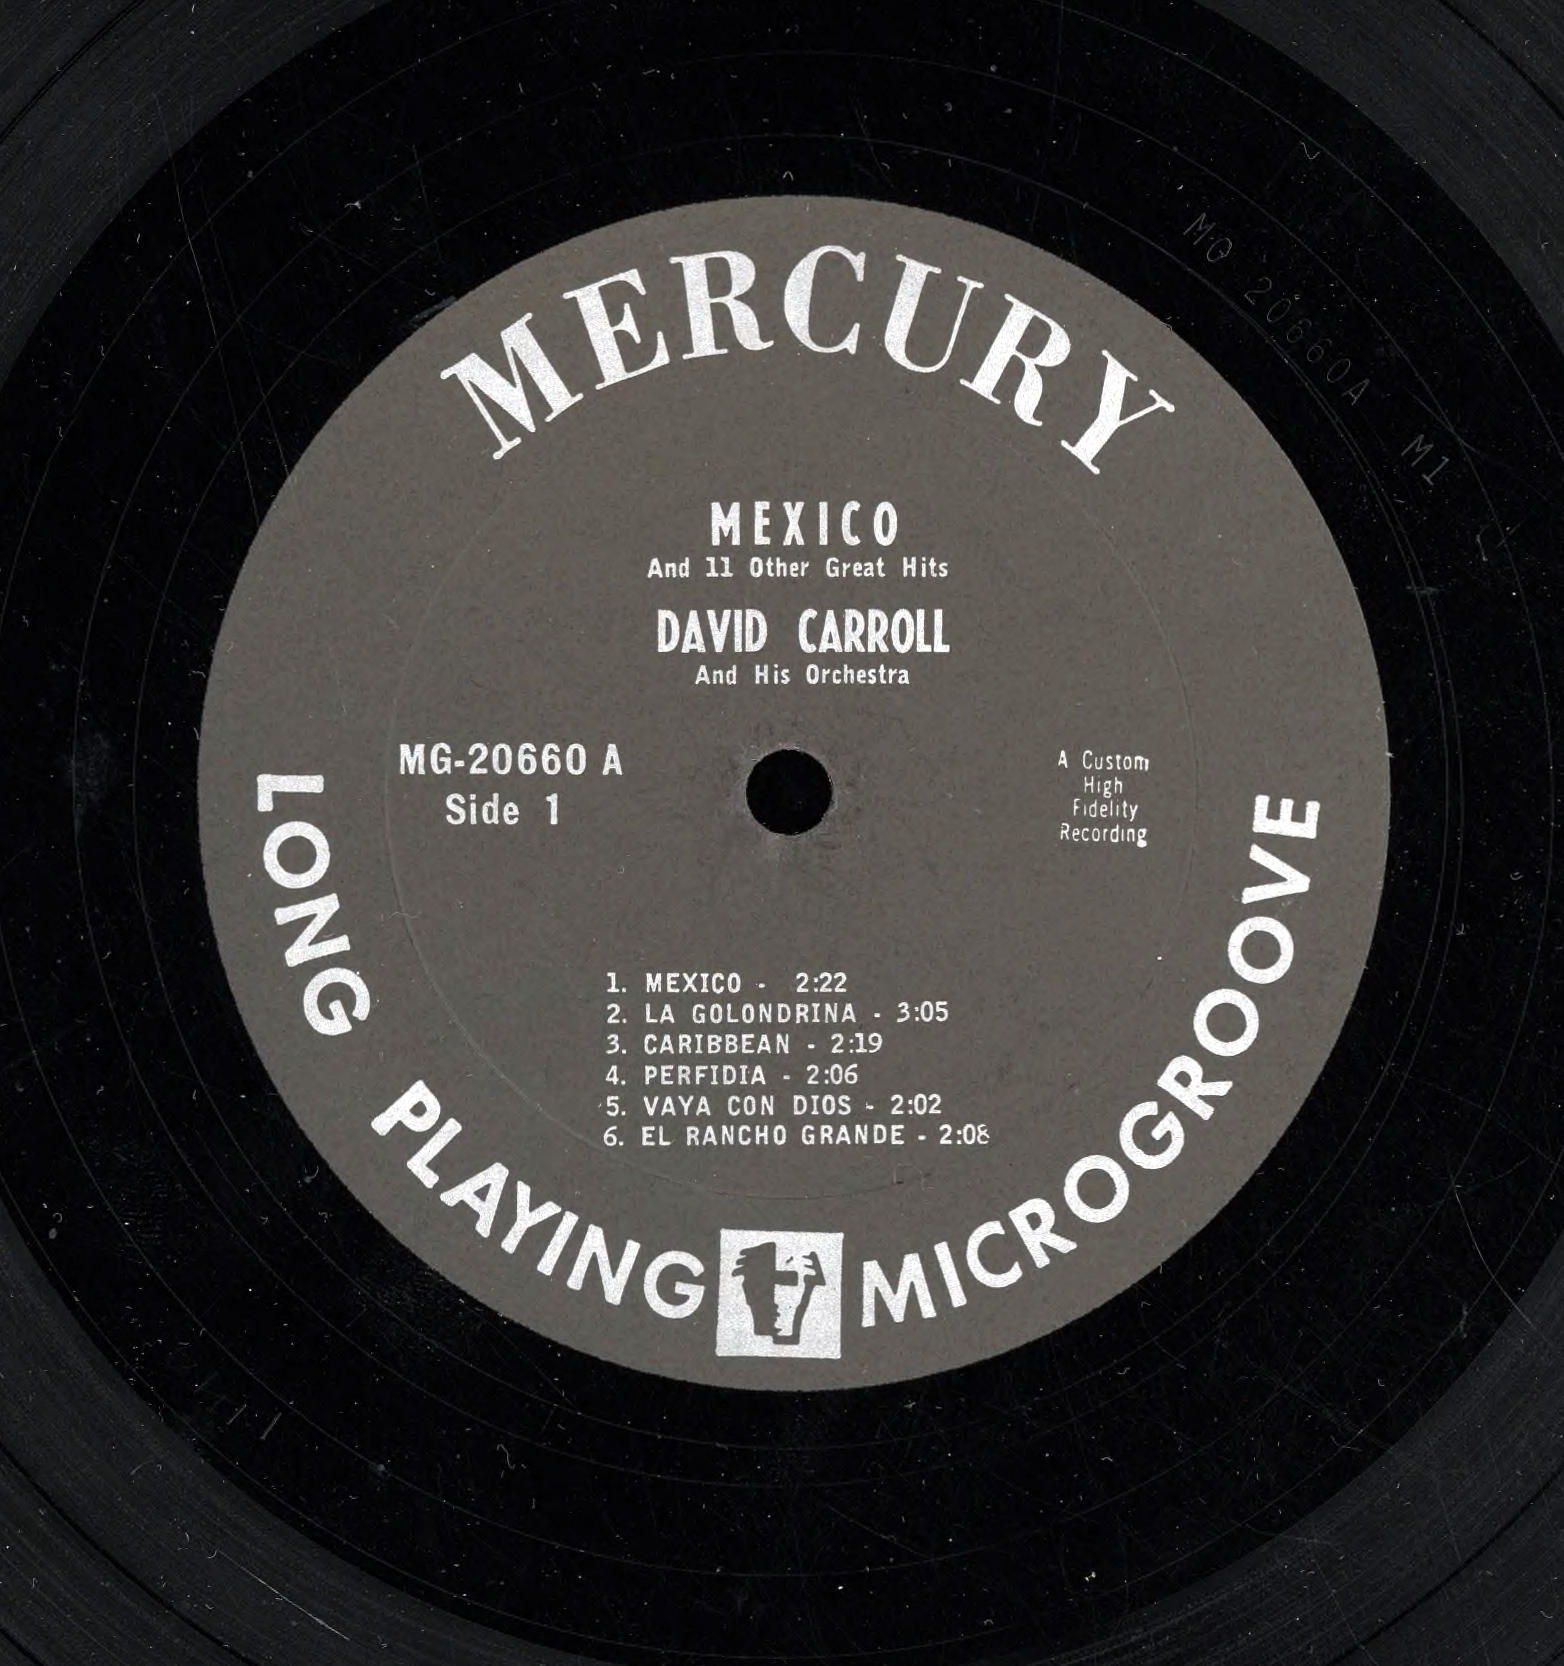 MERCURY
MEXICO
And 11 Other Great Hits
DAVID CARROLL
And His Orchestra
MG-20660 A
Side 1
A Custom
High
Fidelity
Recording
1. MEXICO - 2:22
2. LA GOLONDRINA - 3:05
3. CARIBBEAN - 2:19
4. PERFIDIA - 2:06
5. VAYA CON DIOS - 2:02
6. EL RANCHO GRANDE - 2:08
LONG PLAYING MICROGROOVE
MG 20660A M1